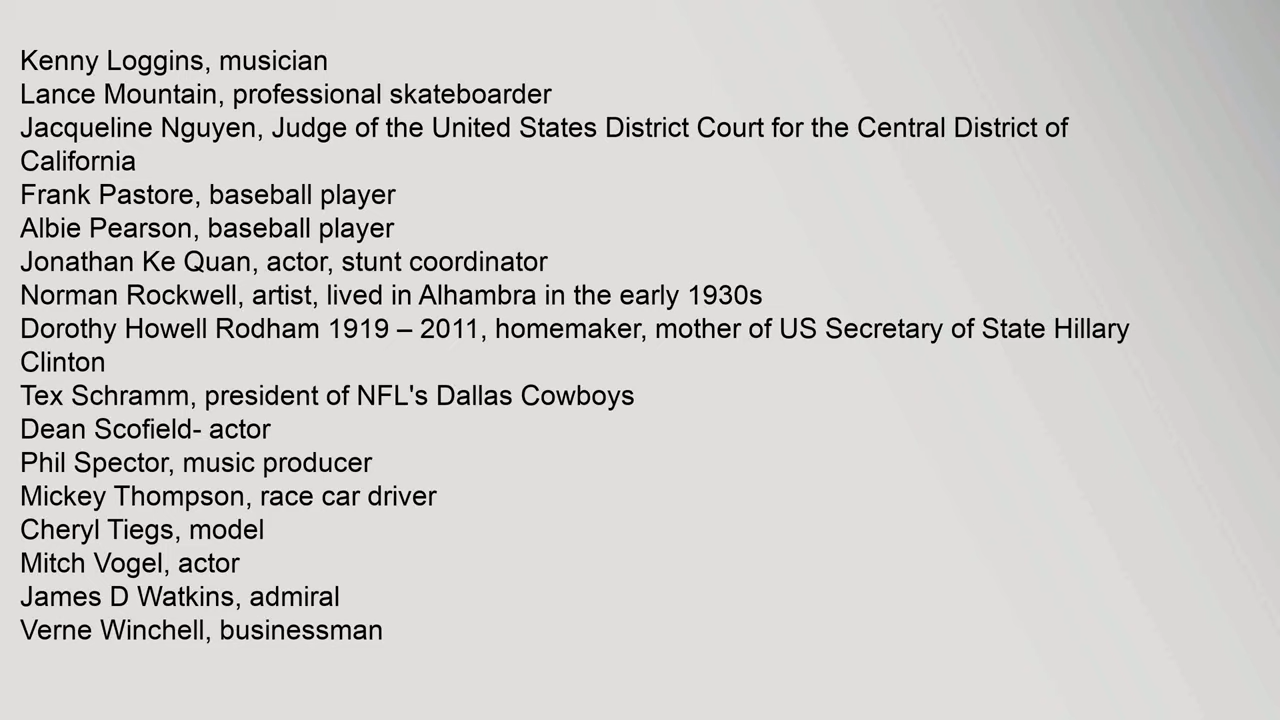 Kenny Loggins, musician
Lance Mountain, professional skateboarder
Jacqueline Nguyen, Judge of the United States District Court for the Central District of
California
Frank Pastore, baseball player
Albie Pearson, baseball player
Jonathan Ke Quan, actor, stunt coordinator
Norman Rockwell, artist, lived in Alhambra in the early 1930s
Dorothy Howell Rodham 1919 – 2011, homemaker, mother of US Secretary of State Hillary
Clinton
Tex Schramm, president of NFL's Dallas Cowboys
Dean Scofield- actor
Phil Spector, music producer
Mickey Thompson, race car driver
Cheryl Tiegs, model
Mitch Vogel, actor
James D Watkins, admiral
Verne Winchell, businessman